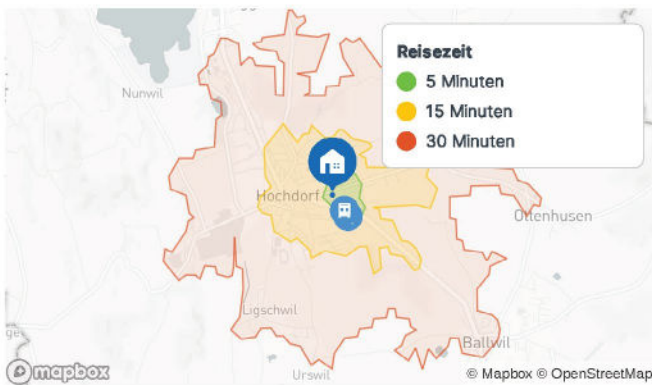 Reisezeit
5 Minuten
15 Minuten
30 Minuten
Nunwil
Hochdorf
Ottenhusen
Ligschwil
Ballwil
Urswil
mapbox
© Mapbox © OpenStreetMap